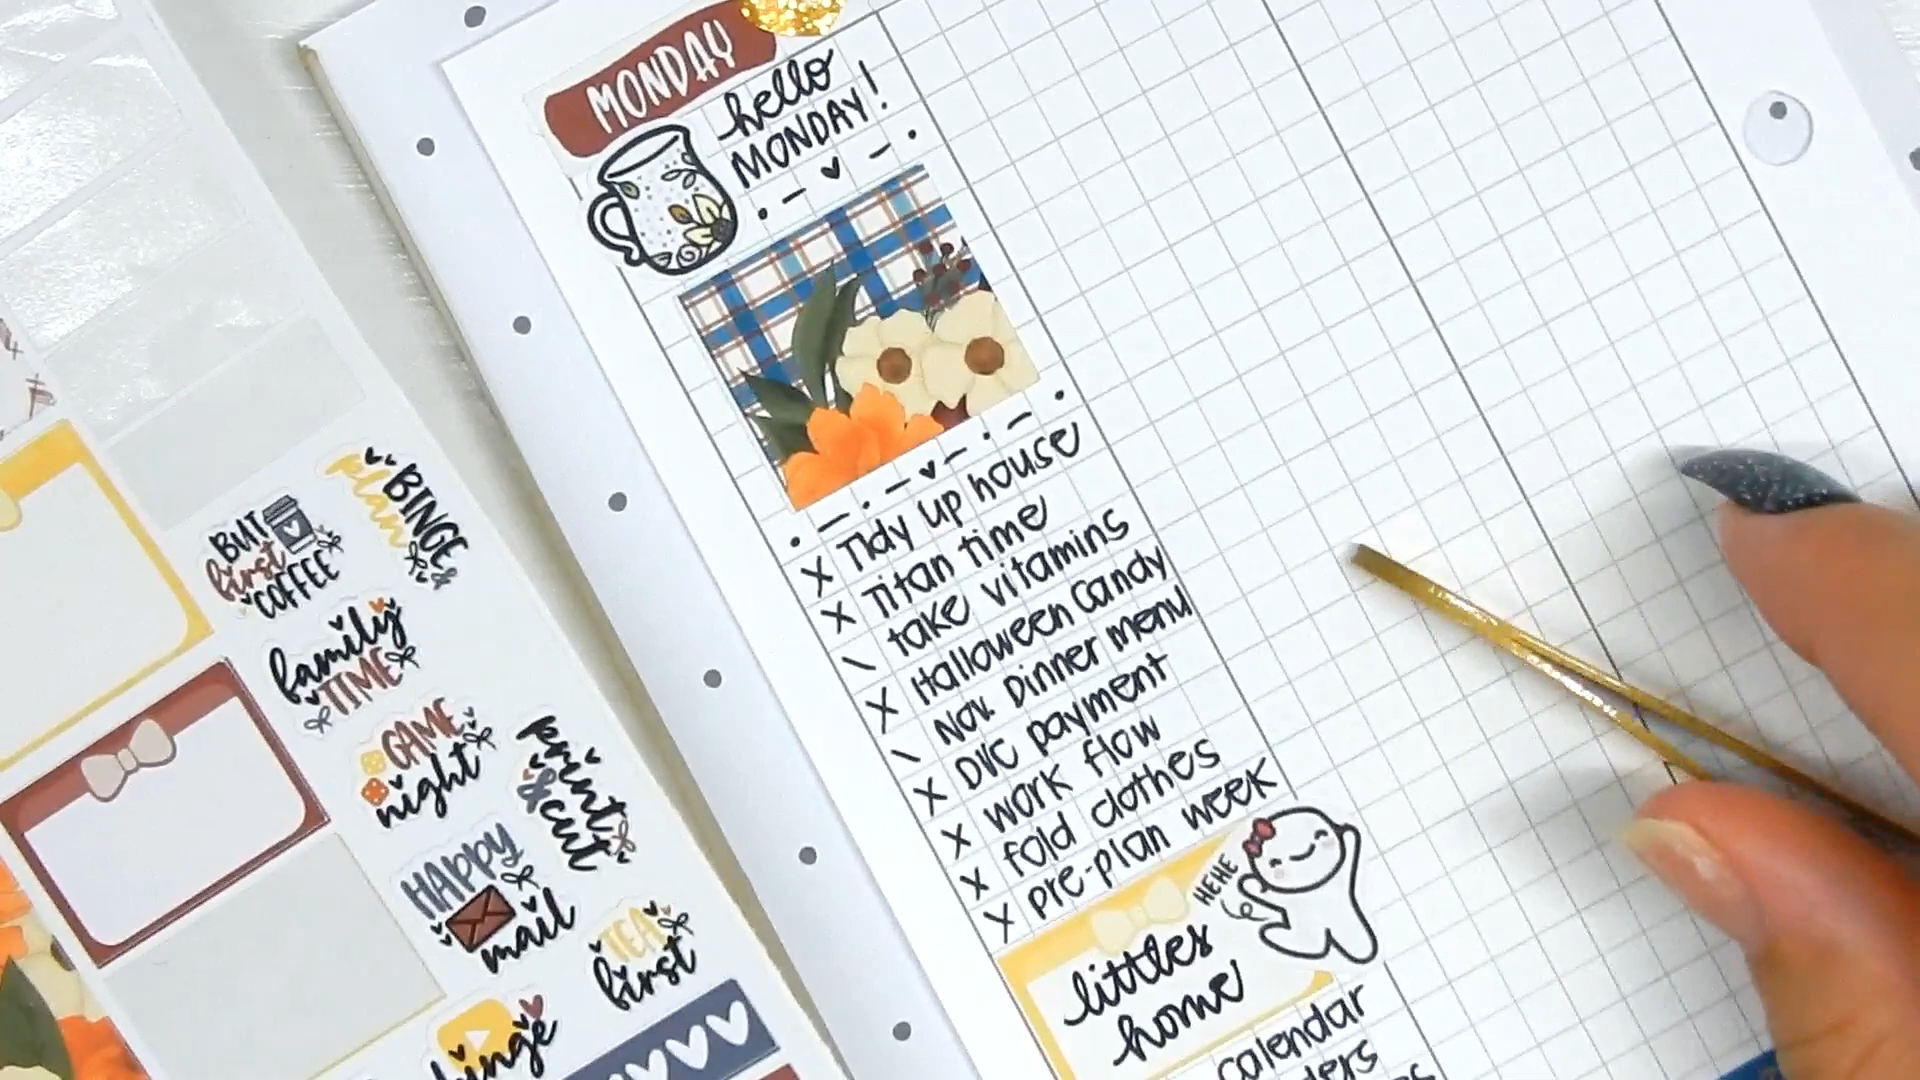 MONDAY
hello
MONDAY!
x Tidy up house
x Titan time
\ take vitamins
x Halloween Candy
\ Nov. Dinner menu
x DVC payment
x work flow
x fold clothes
x pre-plan week
HEHE
littles
home
calendar
plan
BINGE
BUT
first
COFFEE
family
TIME
GAME
night
print
& cut
HAPPY
mail
TEA
first
binge